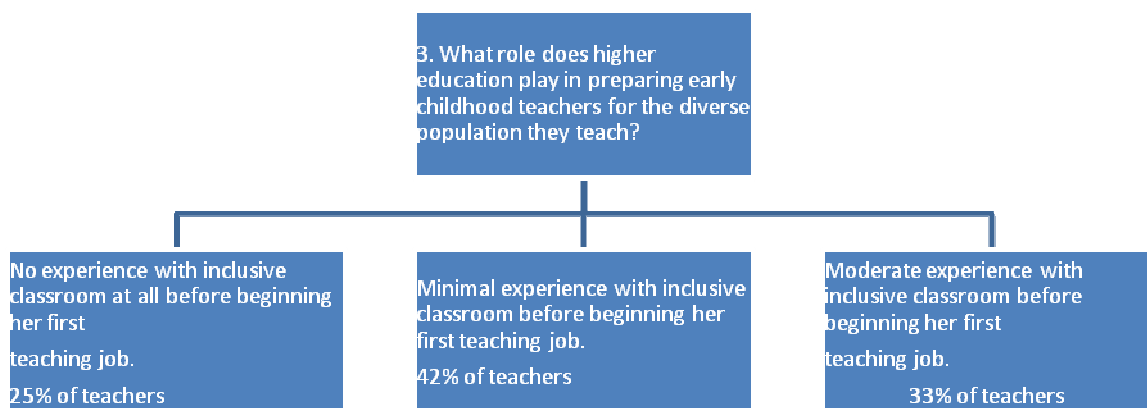 3. What role does higher
education play in preparing early
childhood teachers for the diverse
population they teach?
No experience with inclusive
classroom at all before beginning
her first
teaching job.
25% of teachers
Minimal experience with inclusive
classroom before beginning her
first teaching job.
42% of teachers
Moderate experience with
inclusive classroom before
beginning her first
teaching job.
33% of teachers